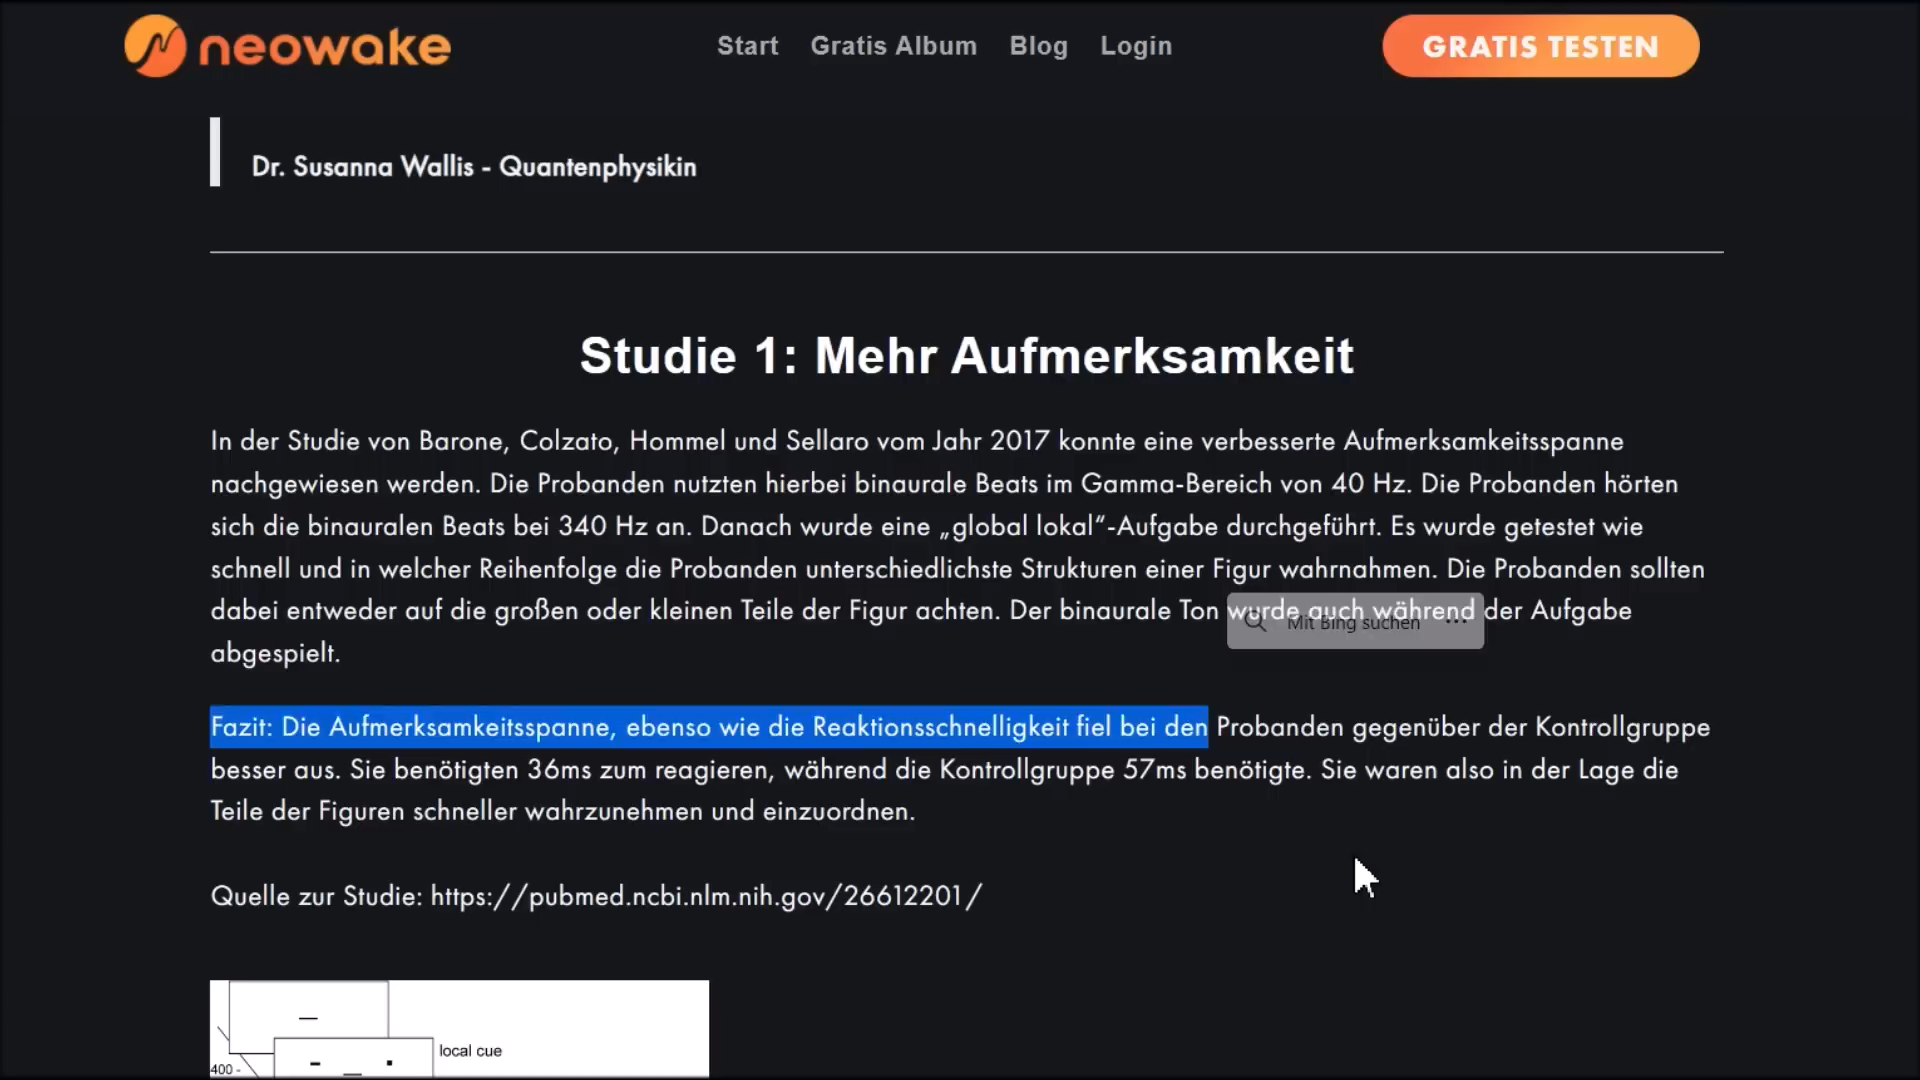 neowake
Start Gratis Album Blog Login
GRATIS TESTEN
Dr. Susanna Wallis - Quantenphysikin
Studie 1: Mehr Aufmerksamkeit
In der Studie von Barone, Colzato, Hommel und Sellaro vom Jahr 2017 konnte eine verbesserte Aufmerksamkeitsspanne
nachgewiesen werden. Die Probanden nutzten hierbei binaurale Beats im Gamma-Bereich von 40 Hz. Die Probanden hörten
sich die binauralen Beats bei 340 Hz an. Danach wurde eine „global lokal“-Aufgabe durchgeführt. Es wurde getestet wie
schnell und in welcher Reihenfolge die Probanden unterschiedlichste Strukturen einer Figur wahrnahmen. Die Probanden sollten
dabei entweder auf die großen oder kleinen Teile der Figur achten. Der binaurale Ton wurde auch während der Aufgabe
Mit Bing suchen ...
abgespielt.
Fazit: Die Aufmerksamkeitsspanne, ebenso wie die Reaktionsschnelligkeit fiel bei den Probanden gegenüber der Kontrollgruppe
besser aus. Sie benötigten 36ms zum reagieren, während die Kontrollgruppe 57ms benötigte. Sie waren also in der Lage die
Teile der Figuren schneller wahrzunehmen und einzuordnen.
Quelle zur Studie: https://pubmed.ncbi.nlm.nih.gov/26612201/
local cue
400 -